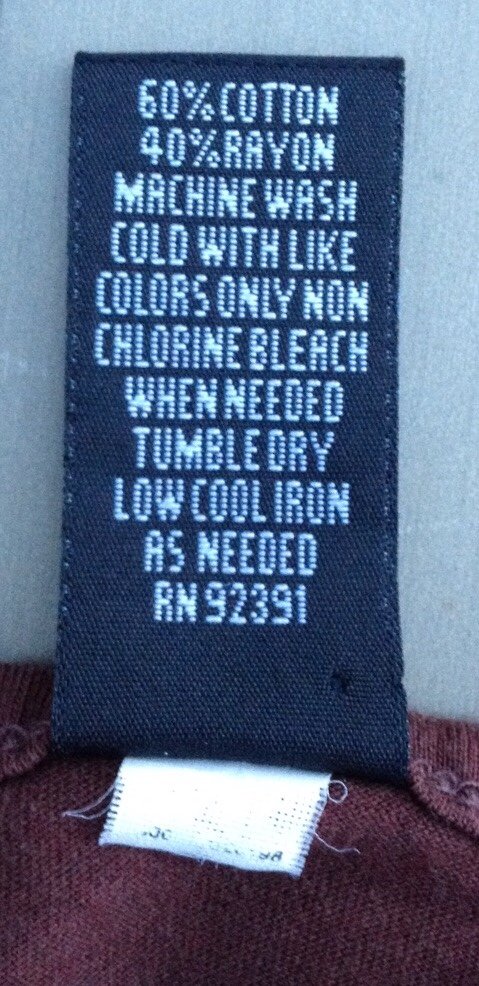 60% COTTON
40% RAYON
MACHINE WASH
COLD WITH LIKE
COLORS ONLY NON
CHLORINE BLEACH
WHEN NEEDED
TUMBLE DRY
LOW COOL IRON
AS NEEDED
RN 92391